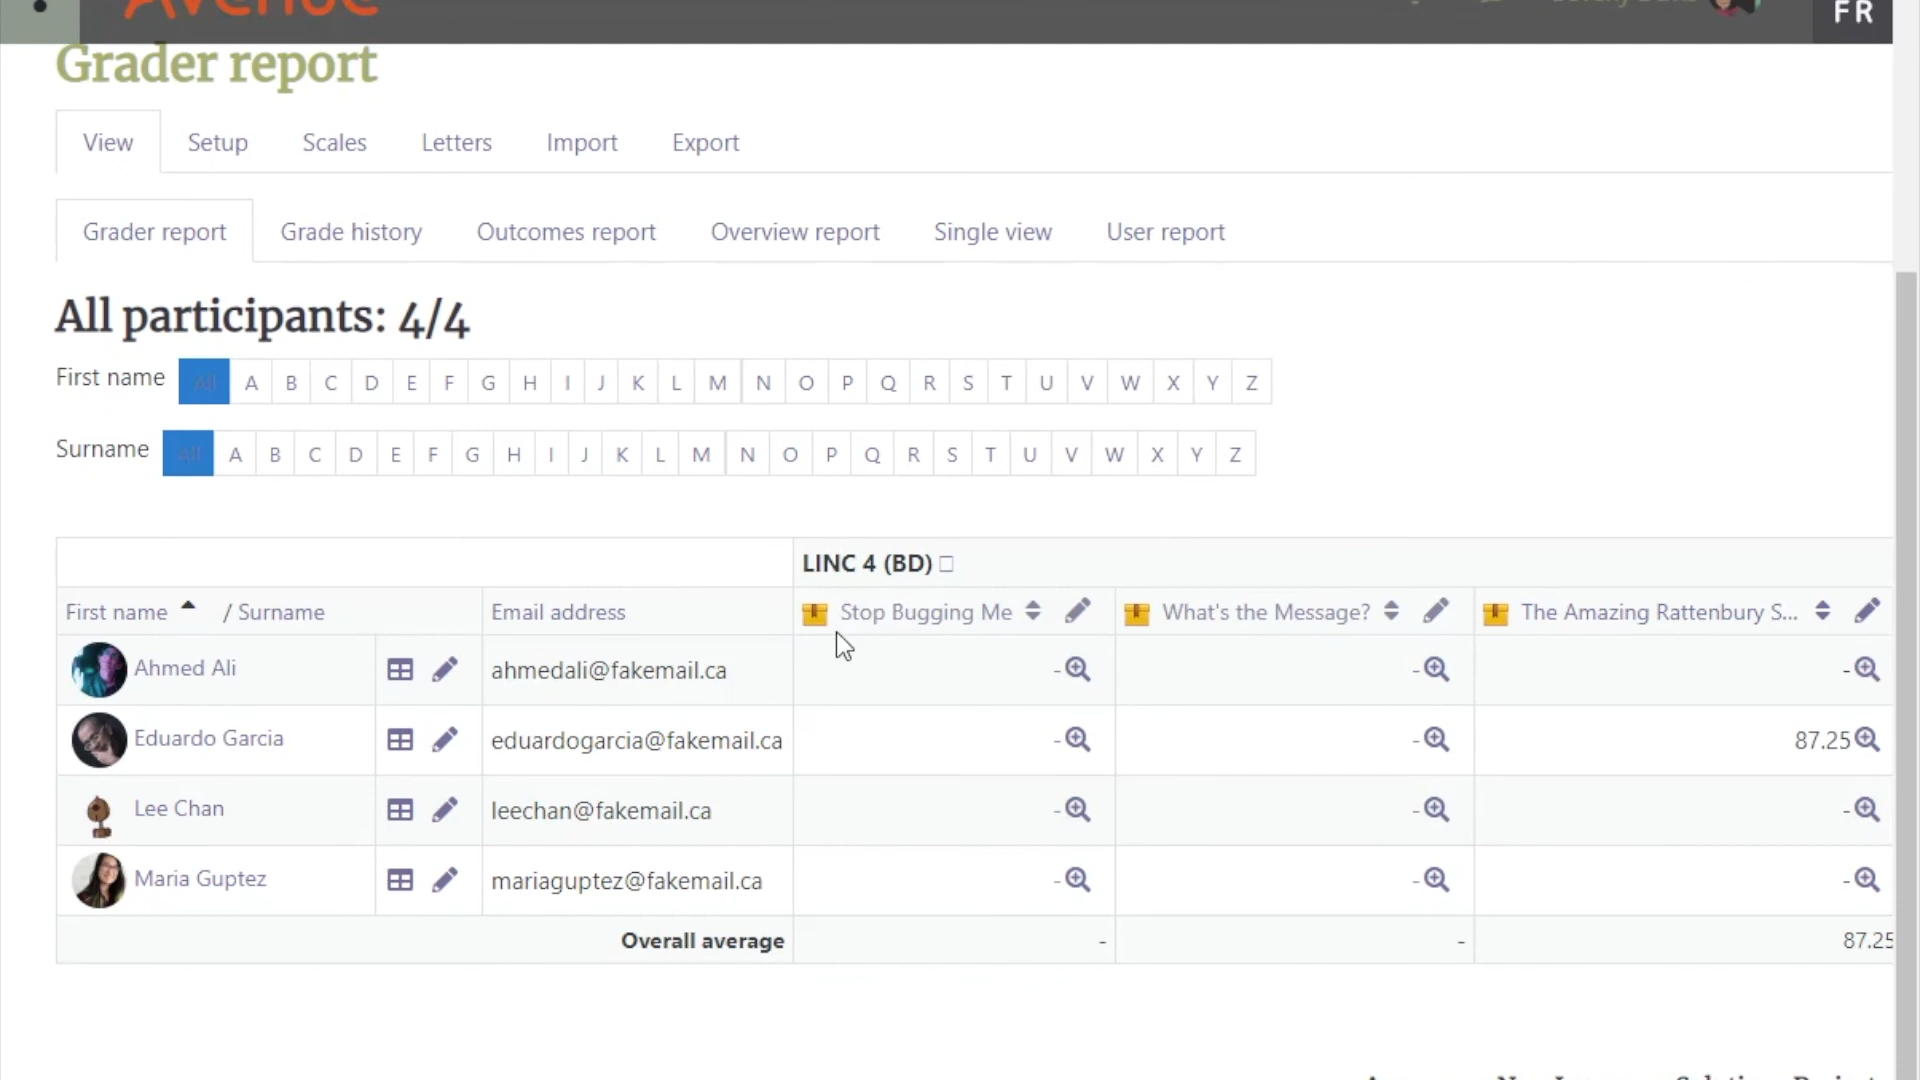 Avenue
FR
Grader report
View Setup Scales Letters Import Export
Grader report Grade history Outcomes report Overview report Single view User report
All participants: 4/4
First name All A B C D E F G H I J K L M N O P Q R S T U V W X Y Z
Surname All A B C D E F G H I J K L M N O P Q R S T U V W X Y Z
LINC 4 (BD)
First name / Surname Email address Stop Bugging Me What's the Message? The Amazing Rattenbury S...
Ahmed Ali ahmedali@fakemail.ca - - -
Eduardo Garcia eduardogarcia@fakemail.ca - - 87.25
Lee Chan leechan@fakemail.ca - - -
Maria Guptez mariaguptez@fakemail.ca - - -
Overall average - - 87.25